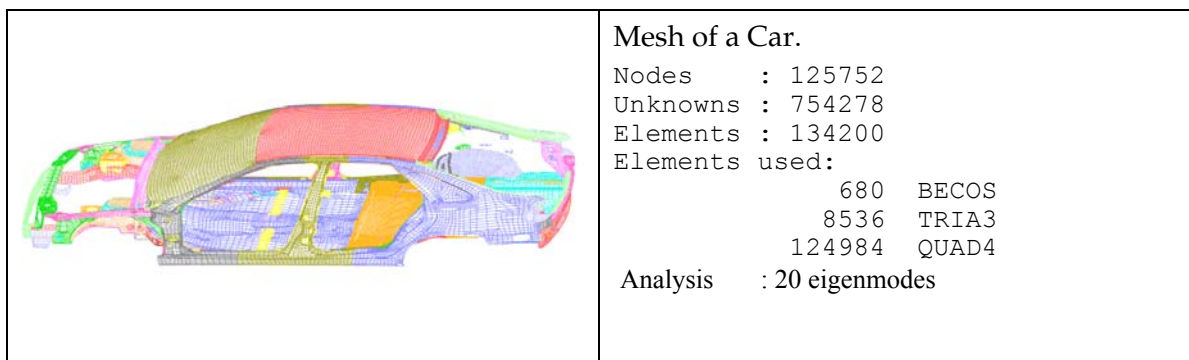 Mesh of a Car.
Nodes : 125752
Unknowns : 754278
Elements : 134200
Elements used:
680 BECOS
8536 TRIA3
124984 QUAD4
Analysis : 20 eigenmodes